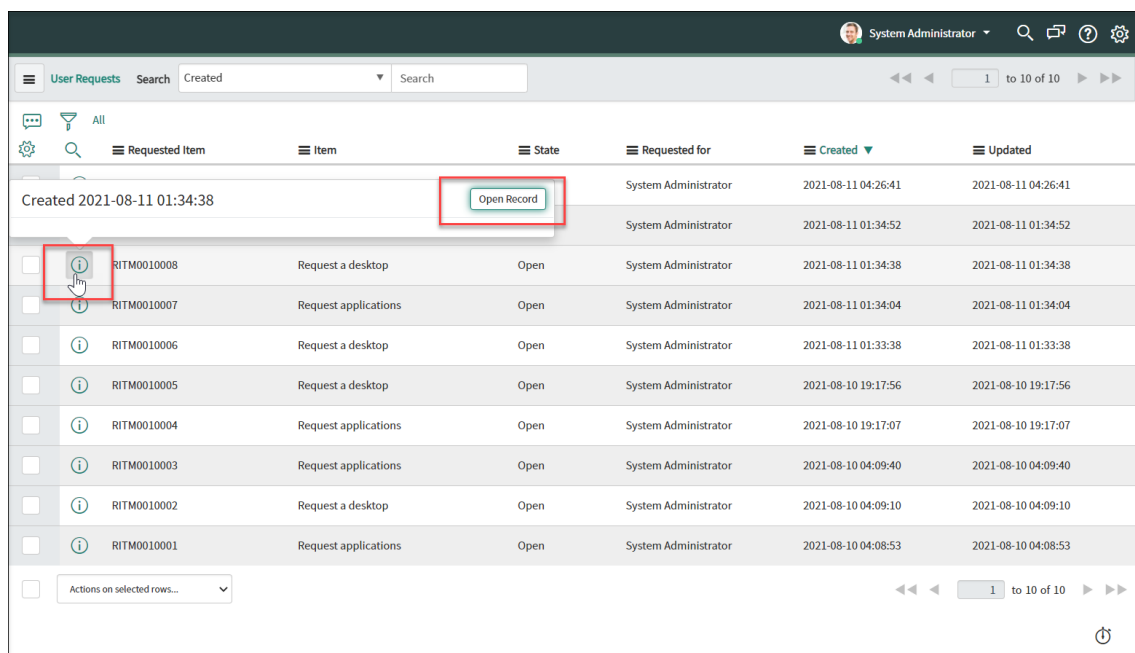 System Administrator
User Requests Search Created Search 1 to 10 of 10
All
Requested Item Item State Requested for Created Updated
System Administrator 2021-08-11 04:26:41 2021-08-11 04:26:41
Created 2021-08-11 01:34:38 Open Record
System Administrator 2021-08-11 01:34:52 2021-08-11 01:34:52
RITM0010008 Request a desktop Open System Administrator 2021-08-11 01:34:38 2021-08-11 01:34:38
RITM0010007 Request applications Open System Administrator 2021-08-11 01:34:04 2021-08-11 01:34:04
RITM0010006 Request a desktop Open System Administrator 2021-08-11 01:33:38 2021-08-11 01:33:38
RITM0010005 Request a desktop Open System Administrator 2021-08-10 19:17:56 2021-08-10 19:17:56
RITM0010004 Request applications Open System Administrator 2021-08-10 19:17:07 2021-08-10 19:17:07
RITM0010003 Request applications Open System Administrator 2021-08-10 04:09:40 2021-08-10 04:09:40
RITM0010002 Request a desktop Open System Administrator 2021-08-10 04:09:10 2021-08-10 04:09:10
RITM0010001 Request applications Open System Administrator 2021-08-10 04:08:53 2021-08-10 04:08:53
Actions on selected rows... 1 to 10 of 10